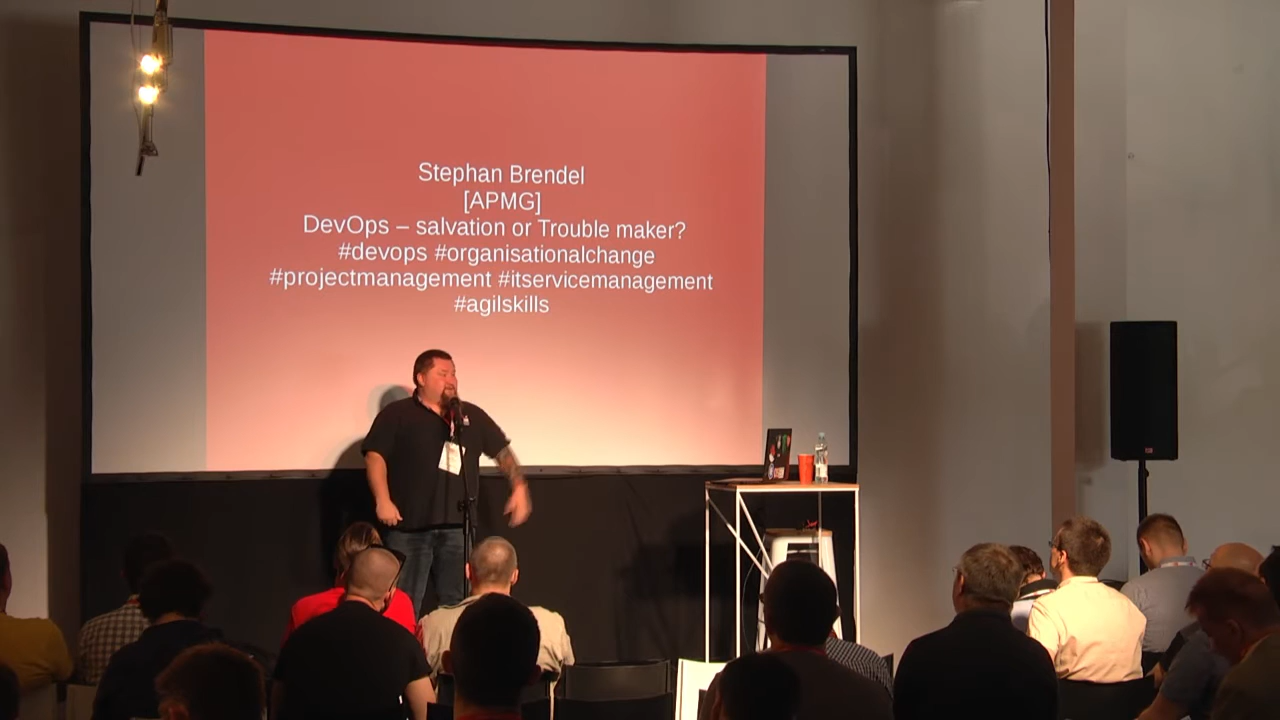 Stephan Brendel
[APMG]
DevOps – salvation or Trouble maker?
#devops #organisationalchange
#projectmanagement #itservicemanagement
#agilskills